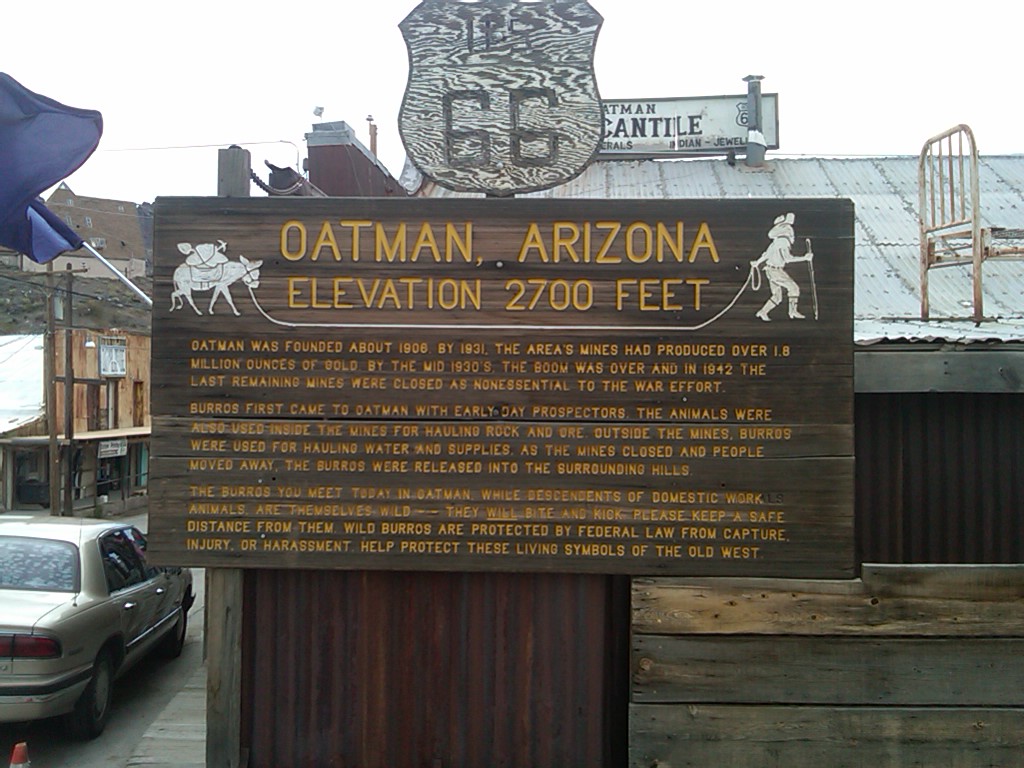 US
66
ATMAN
CANTILE
ERALS INDIAN - JEWEL
OATMAN, ARIZONA
ELEVATION 2700 FEET
OATMAN WAS FOUNDED ABOUT 1906. BY 1931, THE AREA'S MINES HAD PRODUCED OVER 1.8
MILLION OUNCES OF GOLD. BY THE MID 1930'S, THE BOOM WAS OVER AND IN 1942 THE
LAST REMAINING MINES WERE CLOSED AS NONESSENTIAL TO THE WAR EFFORT.
BURROS FIRST CAME TO OATMAN WITH EARLY DAY PROSPECTORS. THE ANIMALS WERE
ALSO USED INSIDE THE MINES FOR HAULING ROCK AND ORE. OUTSIDE THE MINES, BURROS
WERE USED FOR HAULING WATER AND SUPPLIES. AS THE MINES CLOSED AND PEOPLE
MOVED AWAY, THE BURROS WERE RELEASED INTO THE SURROUNDING HILLS.
THE BURROS YOU MEET TODAY IN OATMAN, WHILE DESCENDENTS OF DOMESTIC WORK
ANIMALS, ARE THEMSELVES WILD -- THEY WILL BITE AND KICK. PLEASE KEEP A SAFE
DISTANCE FROM THEM. WILD BURROS ARE PROTECTED BY FEDERAL LAW FROM CAPTURE,
INJURY, OR HARASSMENT. HELP PROTECT THESE LIVING SYMBOLS OF THE OLD WEST.